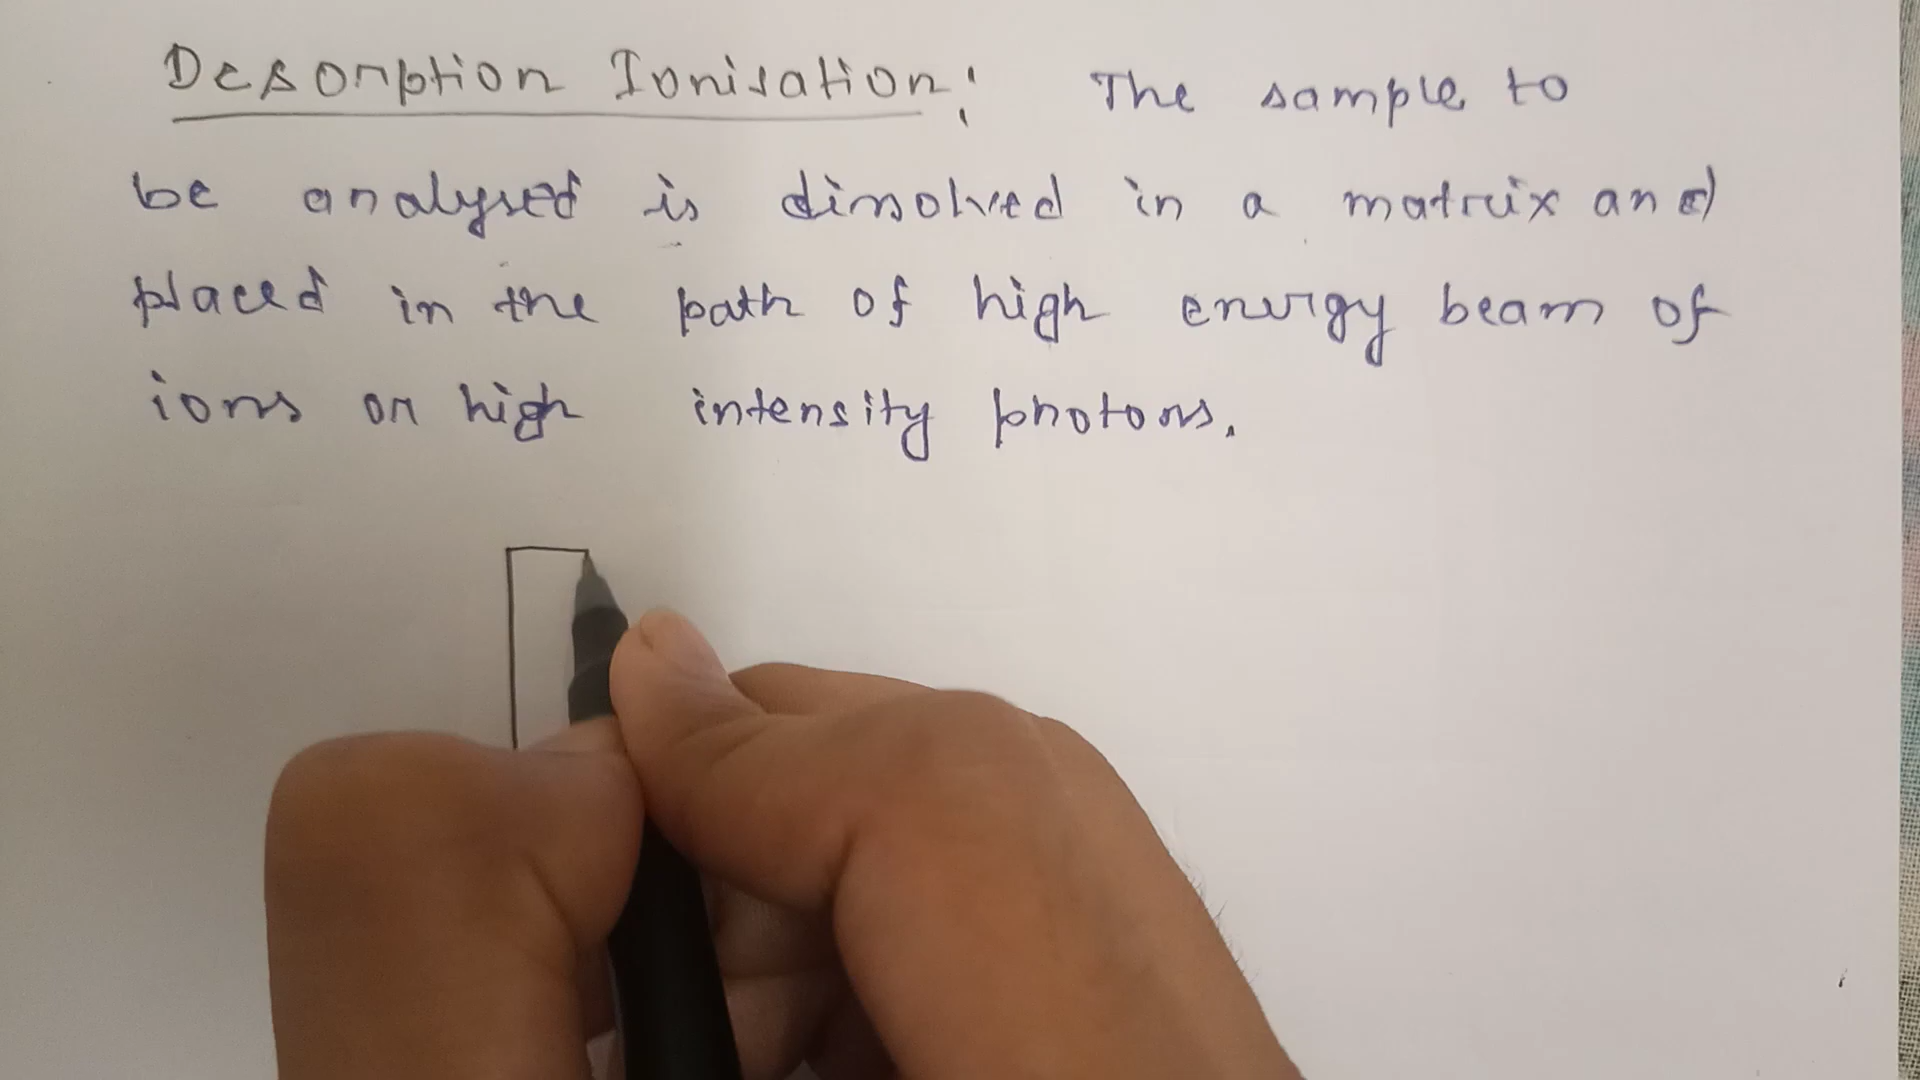 Desorption Ionisation: The sample to
be analysed is dissolved in a matrix and
placed in the path of high energy beam of
ions or high intensity photons.